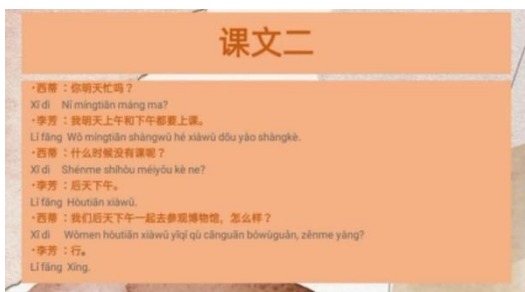 课文二
·西蒂 ：你明天忙吗？
Xī dì Nǐ míngtiān máng ma?
·李芳 ：我明天上午和下午都要上课。
Lǐ fāng Wǒ míngtiān shàngwǔ hé xiàwǔ dōu yào shàngkè.
·西蒂 ：什么时候没有课呢？
Xī dì Shénme shíhòu méiyǒu kè ne?
·李芳 ：后天下午。
Lǐ fāng Hòutiān xiàwǔ.
·西蒂 ：我们后天下午一起去参观博物馆，怎么样？
Xī dì Wǒmen hòutiān xiàwǔ yīqǐ qù cānguān bówùguǎn, zěnme yàng?
·李芳 ：行。
Lǐ fāng Xíng.